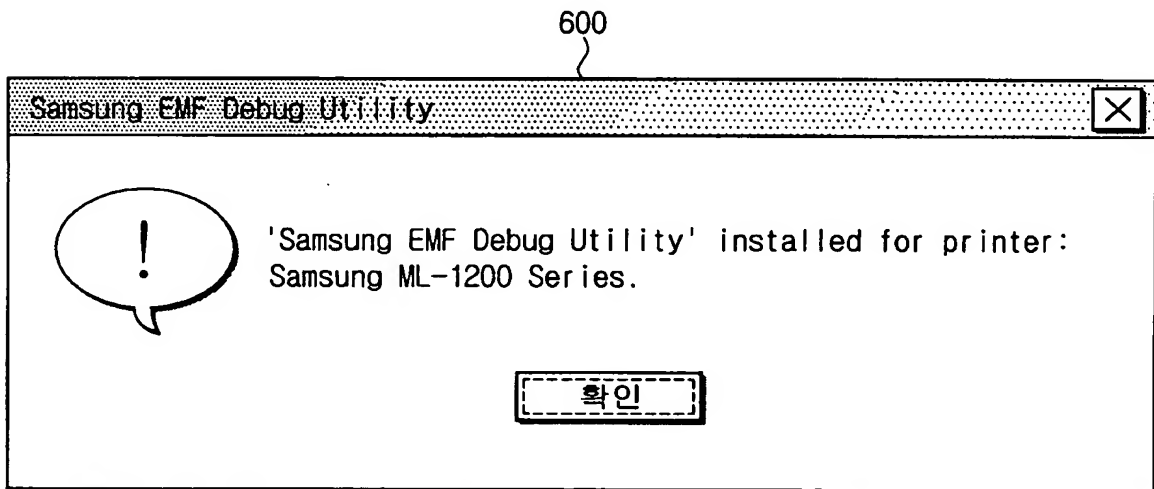 600
Samsung EMF Debug Utility
'Samsung EMF Debug Utility' installed for printer:
Samsung ML-1200 Series.
확인